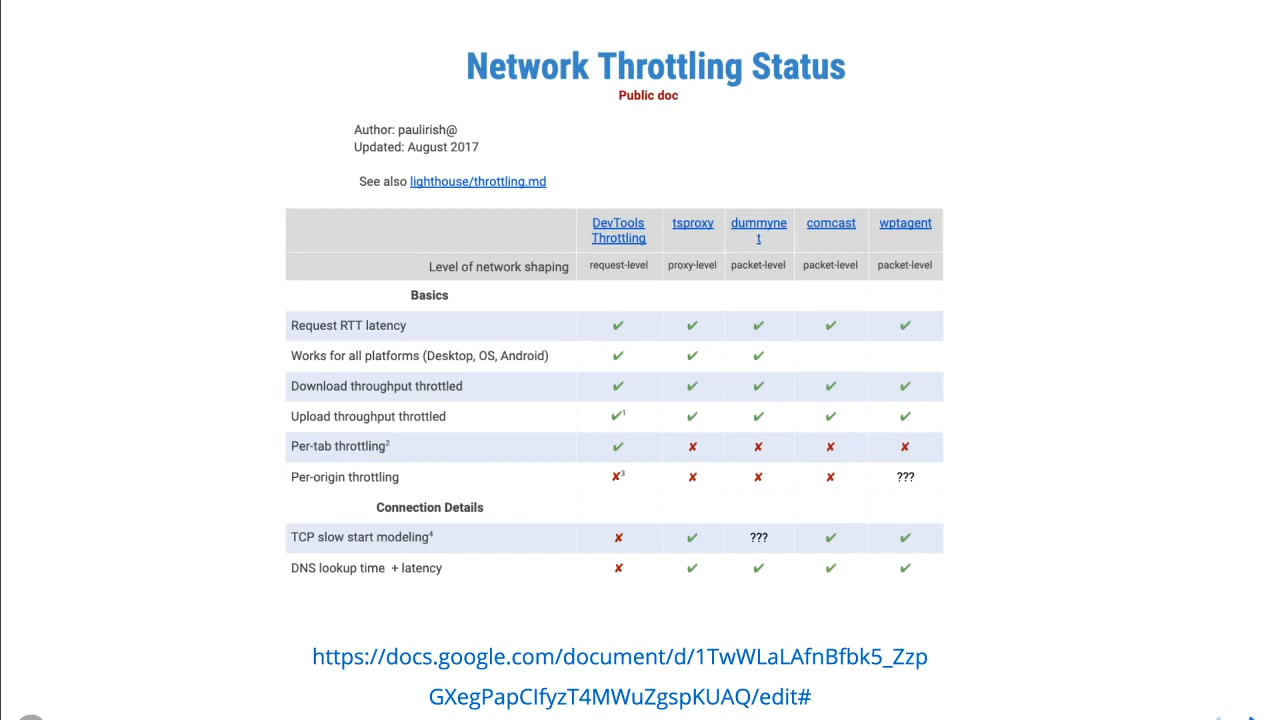 Network Throttling Status
Public doc
Author: paulirish@
Updated: August 2017
See also lighthouse/throttling.md
DevTools Throttling tsproxy dummynet comcast wptagent
Level of network shaping request-level proxy-level packet-level packet-level packet-level
Basics
Request RTT latency ✔ ✔ ✔ ✔ ✔
Works for all platforms (Desktop, OS, Android) ✔ ✔ ✔
Download throughput throttled ✔ ✔ ✔ ✔ ✔
Upload throughput throttled ✔1 ✔ ✔ ✔ ✔
Per-tab throttling2 ✔ ✘ ✘ ✘ ✘
Per-origin throttling ✘3 ✘ ✘ ✘ ???
Connection Details
TCP slow start modeling4 ✘ ✔ ??? ✔ ✔
DNS lookup time + latency ✘ ✔ ✔ ✔ ✔
https://docs.google.com/document/d/1TwWLaLAfnBfbk5_Zzp
GXegPapCIfyzT4MWuZgspKUAQ/edit#